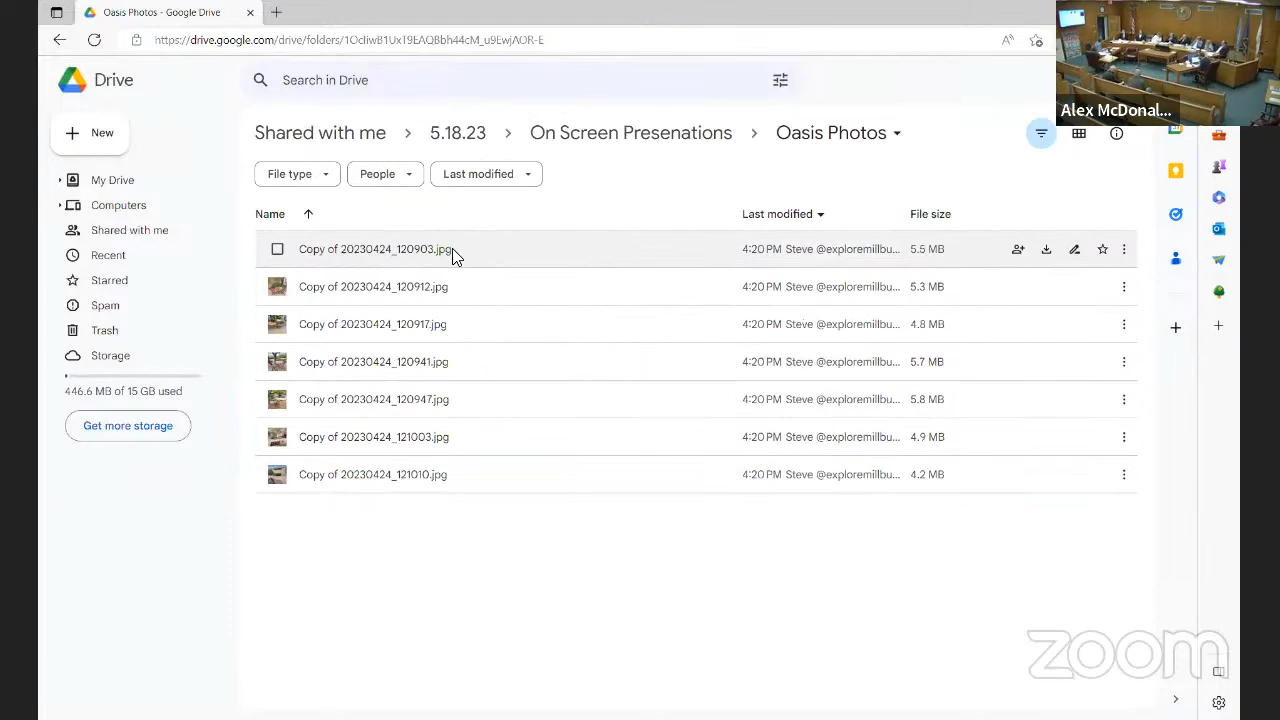 Oasis Photos - Google Drive
https://drive.google.com/drive/folders/
Alex McDonal...
Drive
Search in Drive
New
Shared with me
5.18.23
On Screen Presenations
Oasis Photos
File type
People
Last modified
My Drive
Computers
Shared with me
Recent
Starred
Spam
Trash
Storage
446.6 MB of 15 GB used
Get more storage
Name Last modified File size
Copy of 20230424_120903.jpg 4:20 PM Steve @exploremillbu... 5.5 MB
Copy of 20230424_120912.jpg 4:20 PM Steve @exploremillbu... 5.3 MB
Copy of 20230424_120917.jpg 4:20 PM Steve @exploremillbu... 4.8 MB
Copy of 20230424_120941.jpg 4:20 PM Steve @exploremillbu... 5.7 MB
Copy of 20230424_120947.jpg 4:20 PM Steve @exploremillbu... 5.8 MB
Copy of 20230424_121003.jpg 4:20 PM Steve @exploremillbu... 4.9 MB
Copy of 20230424_121010.jpg 4:20 PM Steve @exploremillbu... 4.2 MB
zoom